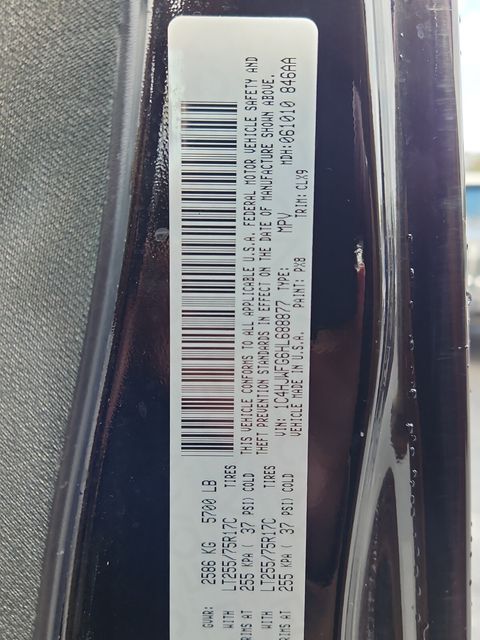 GVWR: 2586 KG 5700 LB
WITH LT255/75R17C TIRES
RIMS AT
255 KPA ( 37 PSI) COLD
WITH LT255/75R17C TIRES
RIMS AT
255 KPA ( 37 PSI) COLD
THIS VEHICLE CONFORMS TO ALL APPLICABLE U.S.A. FEDERAL MOTOR VEHICLE SAFETY AND
THEFT PREVENTION STANDARDS IN EFFECT ON THE DATE OF MANUFACTURE SHOWN ABOVE.
VIN: 1C4HJWFG6HL688877 TYPE: MPV MDH:061010 846AA
VEHICLE MADE IN U.S.A. PAINT: PX8 TRIM: CLX9